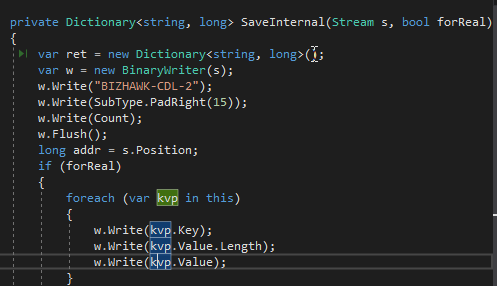 private Dictionary<string, long> SaveInternal(Stream s, bool forReal)
{
var ret = new Dictionary<string, long>();
var w = new BinaryWriter(s);
w.Write("BIZHAWK-CDL-2");
w.Write(SubType.PadRight(15));
w.Write(Count);
w.Flush();
long addr = s.Position;
if (forReal)
{
foreach (var kvp in this)
{
w.Write(kvp.Key);
w.Write(kvp.Value.Length);
w.Write(kvp.Value);
}